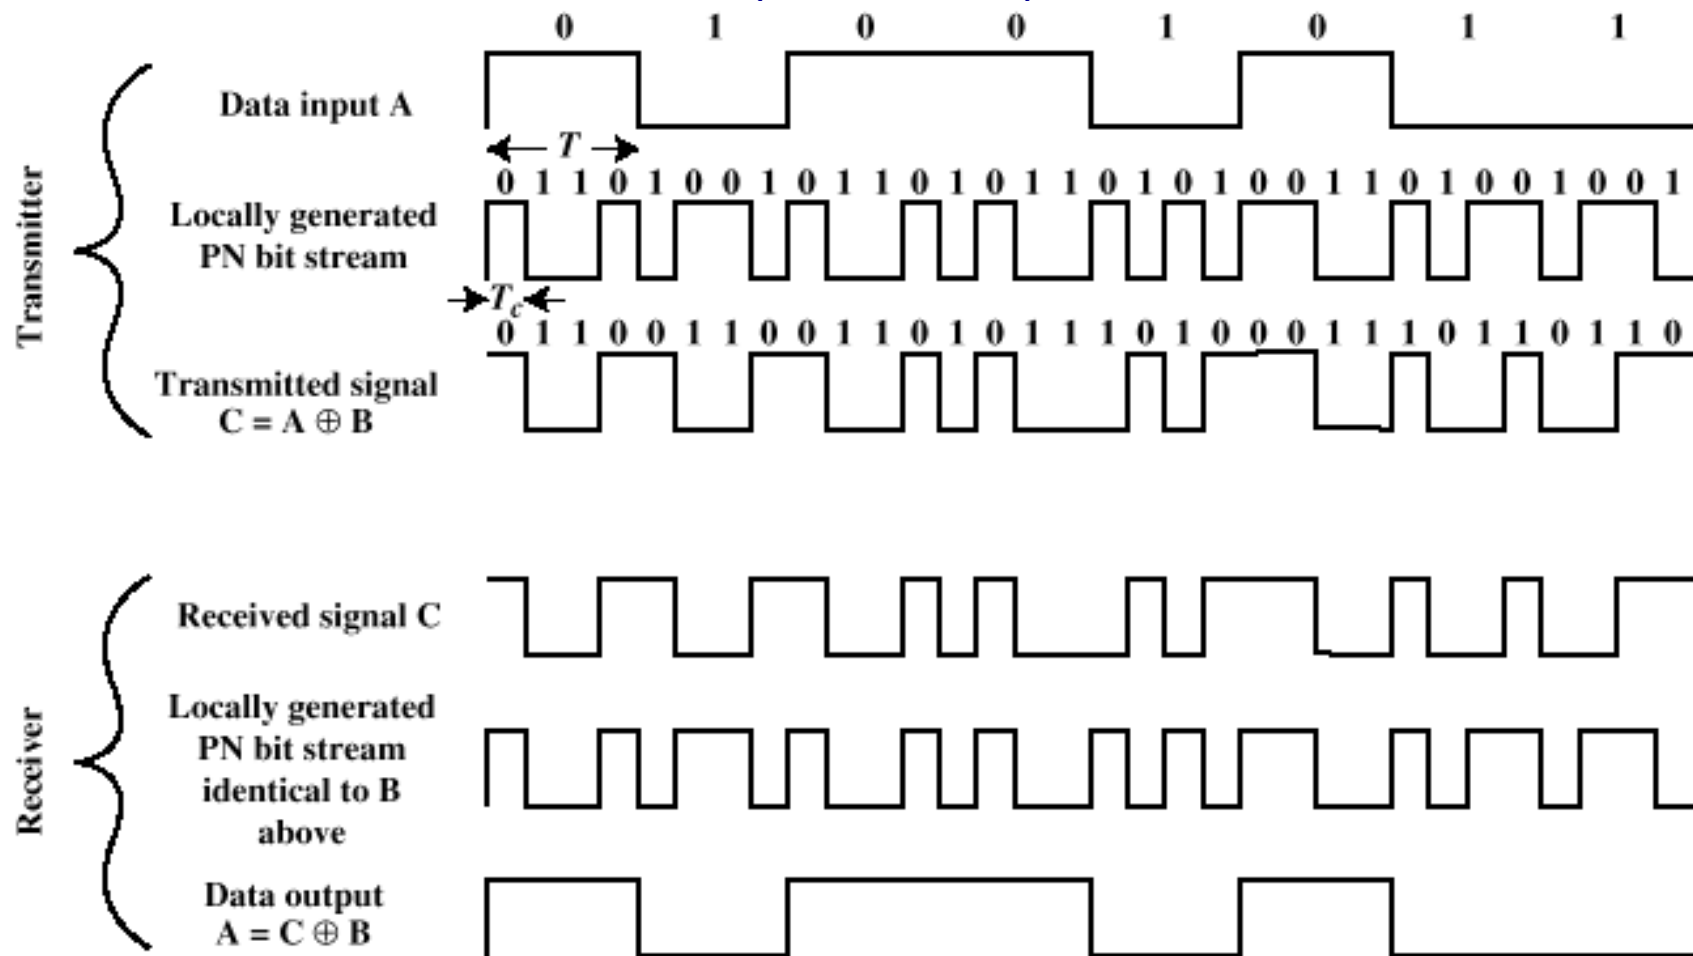 0 1 0 0 1 0 1 1
Data input A
T
0 1 1 0 1 0 0 1 0 1 1 0 1 0 1 1 0 1 0 1 0 0 1 1 0 1 0 0 1 0 0 1
Locally generated
PN bit stream
Transmitter
Tc
0 1 1 0 0 1 1 0 0 1 1 0 1 0 1 1 1 0 1 0 0 0 1 1 1 0 1 1 0 1 1 0
Transmitted signal
C = A ⊕ B
Received signal C
Locally generated
PN bit stream
identical to B
above
Receiver
Data output
A = C ⊕ B